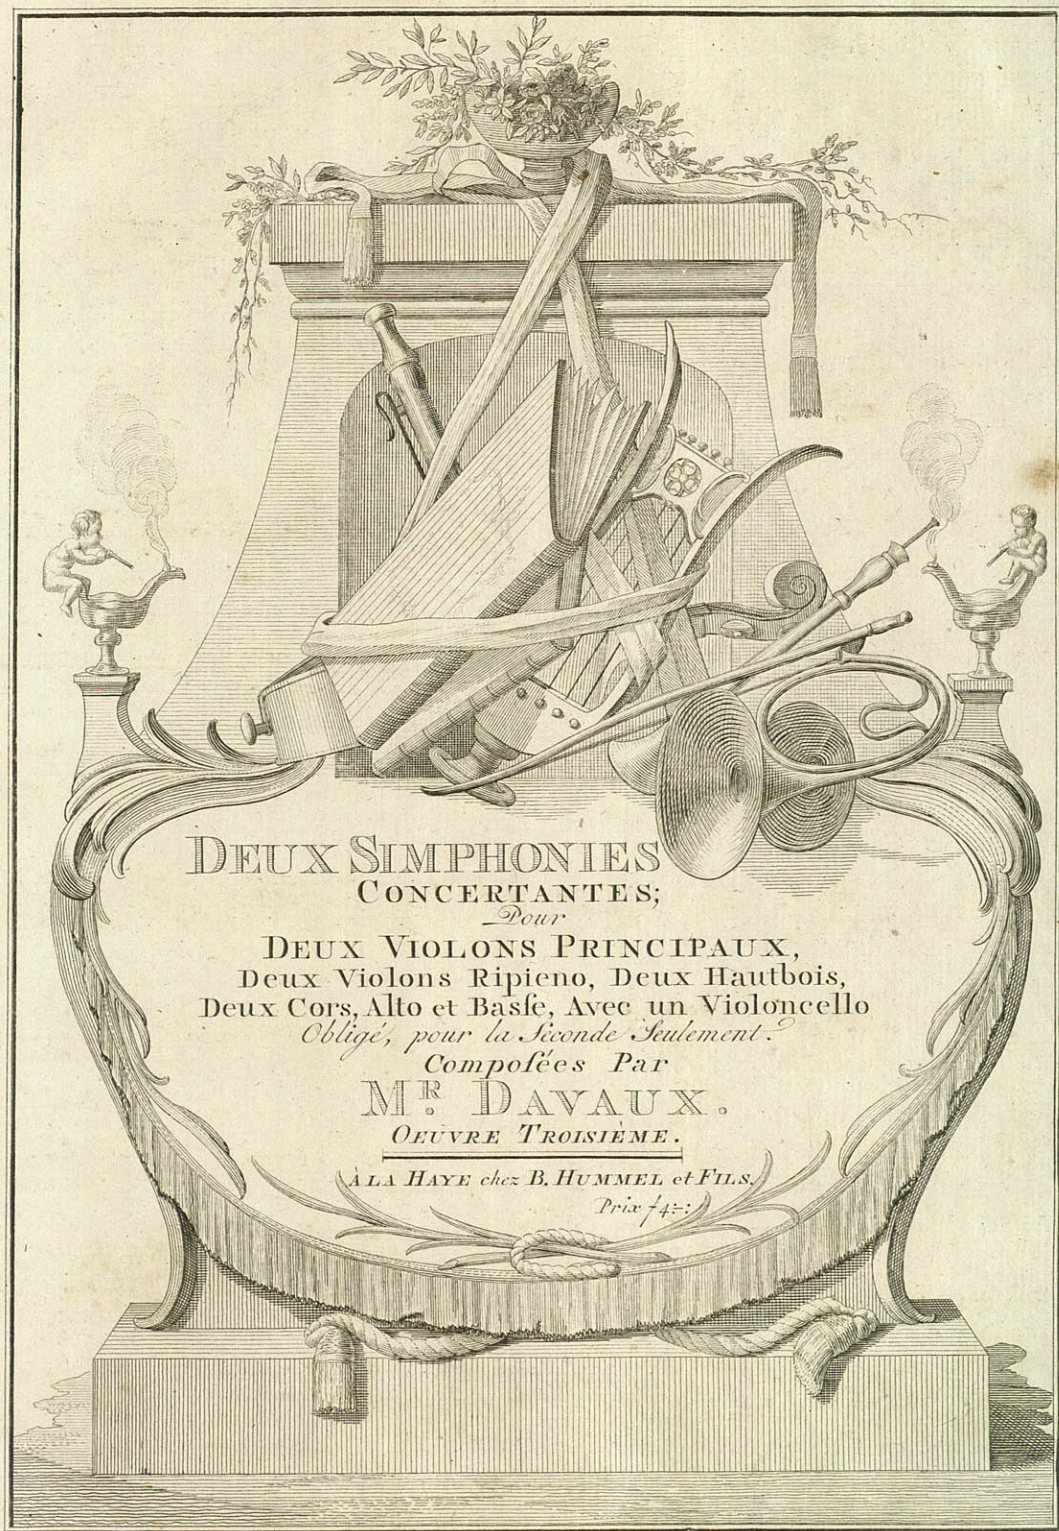 DEUX SIMPHONIES
CONCERTANTES;
Pour
DEUX VIOLONS PRINCIPAUX,
Deux Violons Ripieno, Deux Hautbois,
Deux Cors, Alto et Basſe, Avec un Violoncello
Obligé, pour la Seconde Seulement.
Compoſées Par
MR. DAVAUX.
OEUVRE TROISIÈME.
À LA HAYE chez B. HUMMEL et FILS.
Prix f 4:-: